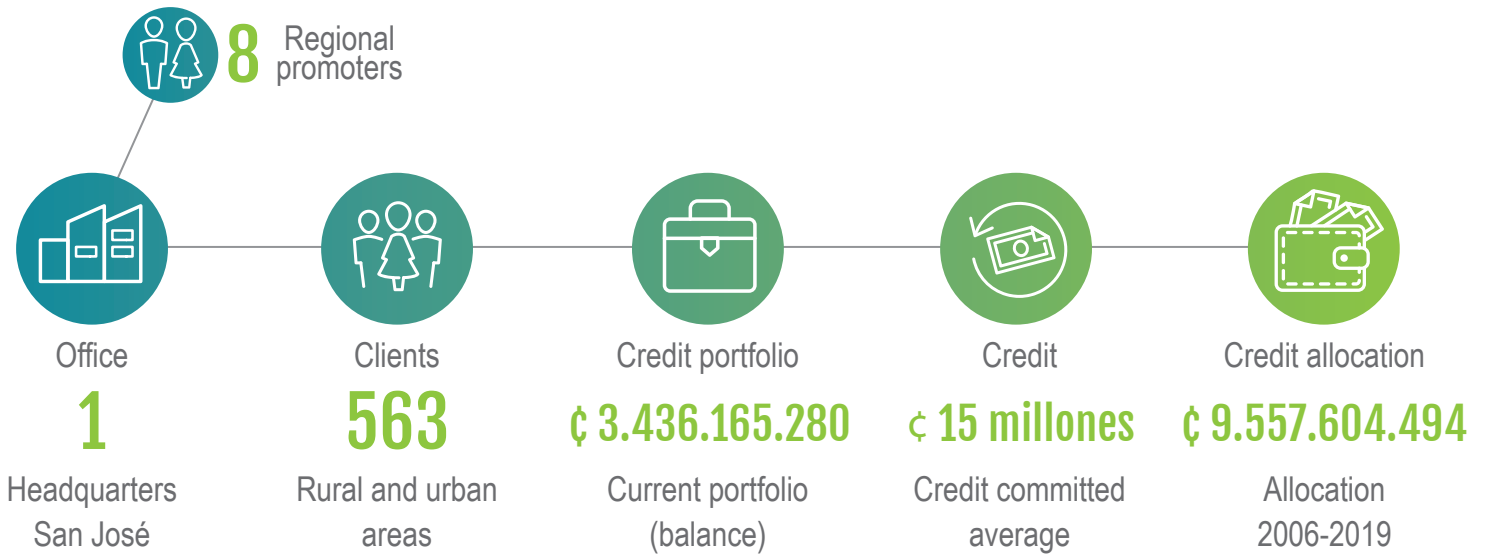 8
Regional
promoters
Office
1
Headquarters
San José
Clients
563
Rural and urban
areas
Credit portfolio
¢ 3.436.165.280
Current portfolio
(balance)
Credit
¢ 15 millones
Credit committed
average
Credit allocation
¢ 9.557.604.494
Allocation
2006-2019